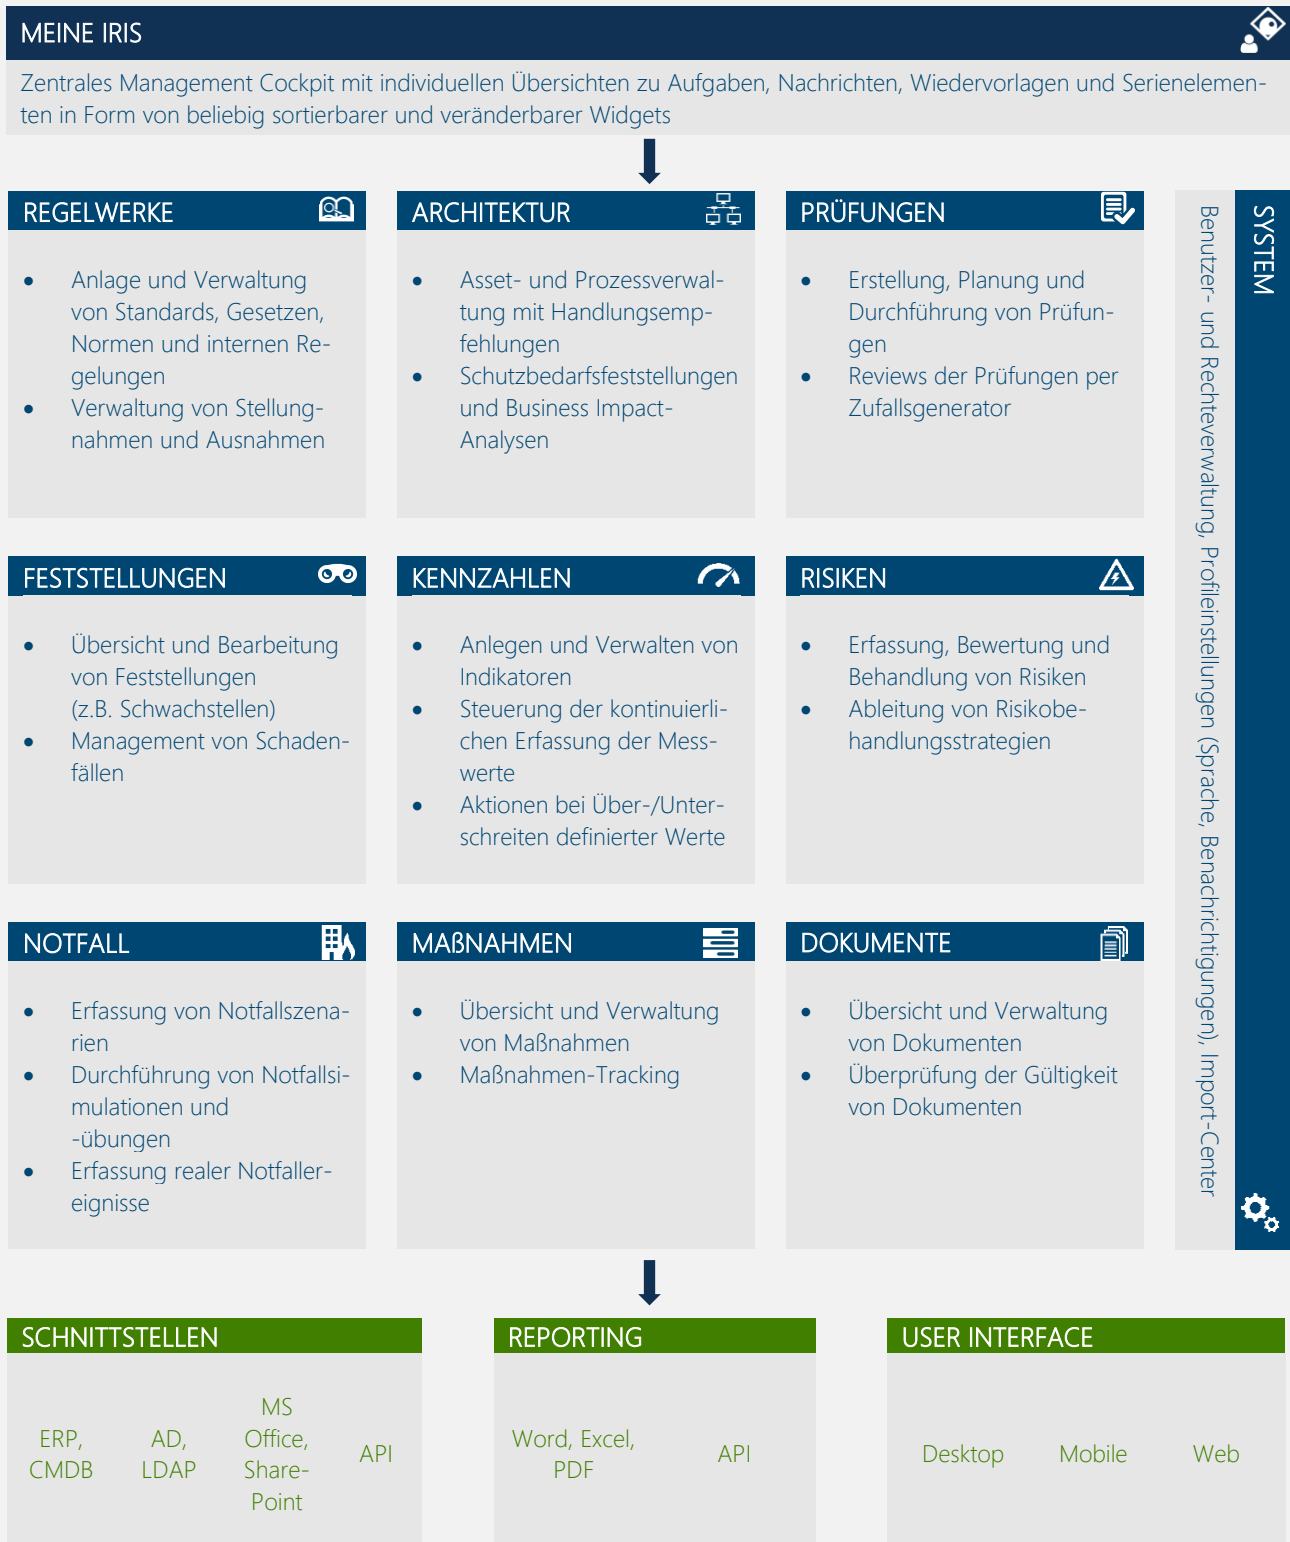 MEINE IRIS
Zentrales Management Cockpit mit individuellen Übersichten zu Aufgaben, Nachrichten, Wiedervorlagen und Serienelemen-
ten in Form von beliebig sortierbarer und veränderbarer Widgets
REGELWERKE
Anlage und Verwaltung
von Standards, Gesetzen,
Normen und internen Re-
gelungen
Verwaltung von Stellung-
nahmen und Ausnahmen
ARCHITEKTUR
Asset- und Prozessverwal-
tung mit Handlungsemp-
fehlungen
Schutzbedarfsfeststellungen
und Business Impact-
Analysen
PRÜFUNGEN
Erstellung, Planung und
Durchführung von Prüfun-
gen
Reviews der Prüfungen per
Zufallsgenerator
SYSTEM
Benutzer- und Rechteverwaltung, Profileinstellungen (Sprache, Benachrichtigungen), Import-Center
FESTSTELLUNGEN
Übersicht und Bearbeitung
von Feststellungen
(z.B. Schwachstellen)
Management von Schaden-
fällen
KENNZAHLEN
Anlegen und Verwalten von
Indikatoren
Steuerung der kontinuierli-
chen Erfassung der Mess-
werte
Aktionen bei Über-/Unter-
schreiten definierter Werte
RISIKEN
Erfassung, Bewertung und
Behandlung von Risiken
Ableitung von Risikobe-
handlungsstrategien
NOTFALL
Erfassung von Notfallszena-
rien
Durchführung von Notfallsi-
mulationen und
-übungen
Erfassung realer Notfaller-
eignisse
MAßNAHMEN
Übersicht und Verwaltung
von Maßnahmen
Maßnahmen-Tracking
DOKUMENTE
Übersicht und Verwaltung
von Dokumenten
Überprüfung der Gültigkeit
von Dokumenten
SCHNITTSTELLEN
ERP,
CMDB
AD,
LDAP
MS
Office,
Share-
Point
API
REPORTING
Word, Excel,
PDF
API
USER INTERFACE
Desktop
Mobile
Web